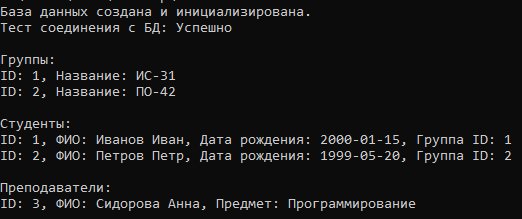 База данных создана и инициализирована.
Тест соединения с БД: Успешно
Группы:
ID: 1, Название: ИС-31
ID: 2, Название: ПО-42
Студенты:
ID: 1, ФИО: Иванов Иван, Дата рождения: 2000-01-15, Группа ID: 1
ID: 2, ФИО: Петров Петр, Дата рождения: 1999-05-20, Группа ID: 2
Преподаватели:
ID: 3, ФИО: Сидорова Анна, Предмет: Программирование